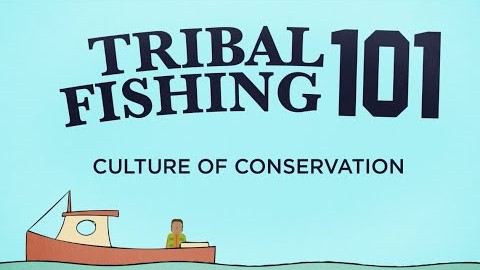 TRIBAL
FISHING 101
CULTURE OF CONSERVATION